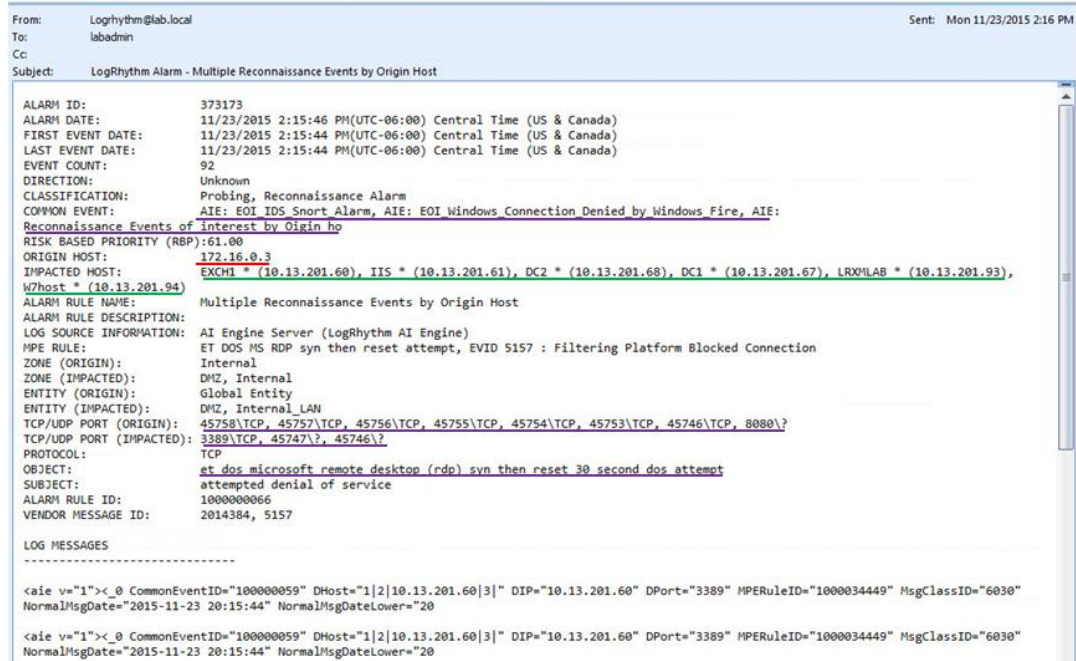 From: Logrhythm@lab.local Sent: Mon 11/23/2015 2:16 PM
To: labadmin
Cc:
Subject: LogRhythm Alarm - Multiple Reconnaissance Events by Origin Host
ALARM ID: 373173
ALARM DATE: 11/23/2015 2:15:46 PM(UTC-06:00) Central Time (US & Canada)
FIRST EVENT DATE: 11/23/2015 2:15:44 PM(UTC-06:00) Central Time (US & Canada)
LAST EVENT DATE: 11/23/2015 2:15:44 PM(UTC-06:00) Central Time (US & Canada)
EVENT COUNT: 92
DIRECTION: Unknown
CLASSIFICATION: Probing, Reconnaissance Alarm
COMMON EVENT: AIE: EOI_IDS_Snort_Alarm, AIE: EOI_Windows_Connection_Denied_by_Windows_Fire, AIE:
Reconnaissance Events of interest by Oigin ho
RISK BASED PRIORITY (RBP):61.00
ORIGIN HOST: 172.16.0.3
IMPACTED HOST: EXCH1 * (10.13.201.60), IIS * (10.13.201.61), DC2 * (10.13.201.68), DC1 * (10.13.201.67), LRXMLAB * (10.13.201.93),
W7host * (10.13.201.94)
ALARM RULE NAME: Multiple Reconnaissance Events by Origin Host
ALARM RULE DESCRIPTION:
LOG SOURCE INFORMATION: AI Engine Server (LogRhythm AI Engine)
MPE RULE: ET DOS MS RDP syn then reset attempt, EVID 5157 : Filtering Platform Blocked Connection
ZONE (ORIGIN): Internal
ZONE (IMPACTED): DMZ, Internal
ENTITY (ORIGIN): Global Entity
ENTITY (IMPACTED): DMZ, Internal_LAN
TCP/UDP PORT (ORIGIN): 45758\TCP, 45757\TCP, 45756\TCP, 45755\TCP, 45754\TCP, 45753\TCP, 45746\TCP, 8080\?
TCP/UDP PORT (IMPACTED): 3389\TCP, 45747\?, 45746\?
PROTOCOL: TCP
OBJECT: et dos microsoft remote desktop (rdp) syn then reset 30 second dos attempt
SUBJECT: attempted denial of service
ALARM RULE ID: 1000000066
VENDOR MESSAGE ID: 2014384, 5157
LOG MESSAGES
-------------------------------
<aie v="1"><_0 CommonEventID="100000059" DHost="1|2|10.13.201.60|3|" DIP="10.13.201.60" DPort="3389" MPERuleID="1000034449" MsgClassID="6030"
NormalMsgDate="2015-11-23 20:15:44" NormalMsgDateLower="20
<aie v="1"><_0 CommonEventID="100000059" DHost="1|2|10.13.201.60|3|" DIP="10.13.201.60" DPort="3389" MPERuleID="1000034449" MsgClassID="6030"
NormalMsgDate="2015-11-23 20:15:44" NormalMsgDateLower="20